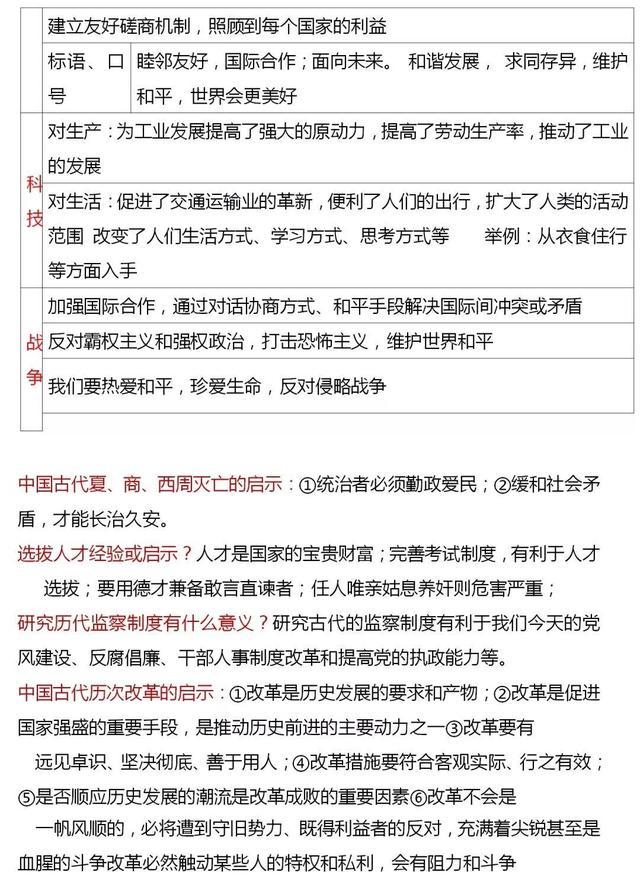 建立友好磋商机制，照顾到每个国家的利益
标语、口号
睦邻友好，国际合作；面向未来。 和谐发展， 求同存异，维护
和平，世界会更美好
科技
对生产：为工业发展提高了强大的原动力，提高了劳动生产率，推动了工业
的发展
对生活：促进了交通运输业的革新，便利了人们的出行，扩大了人类的活动
范围 改变了人们生活方式、学习方式、思考方式等 举例：从衣食住行
等方面入手
战争
加强国际合作，通过对话协商方式、和平手段解决国际间冲突或矛盾
反对霸权主义和强权政治，打击恐怖主义，维护世界和平
我们要热爱和平，珍爱生命，反对侵略战争
中国古代夏、商、西周灭亡的启示：①统治者必须勤政爱民；②缓和社会矛
盾，才能长治久安。
选拔人才经验或启示？人才是国家的宝贵财富；完善考试制度，有利于人才
选拔；要用德才兼备敢言直谏者；任人唯亲姑息养奸则危害严重；
研究历代监察制度有什么意义？研究古代的监察制度有利于我们今天的党
风建设、反腐倡廉、干部人事制度改革和提高党的执政能力等。
中国古代历次改革的启示：①改革是历史发展的要求和产物；②改革是促进
国家强盛的重要手段，是推动历史前进的主要动力之一③改革要有
远见卓识、坚决彻底、善于用人；④改革措施要符合客观实际、行之有效；
⑤是否顺应历史发展的潮流是改革成败的重要因素⑥改革不会是
一帆风顺的，必将遭到守旧势力、既得利益者的反对，充满着尖锐甚至是
血腥的斗争改革必然触动某些人的特权和私利，会有阻力和斗争